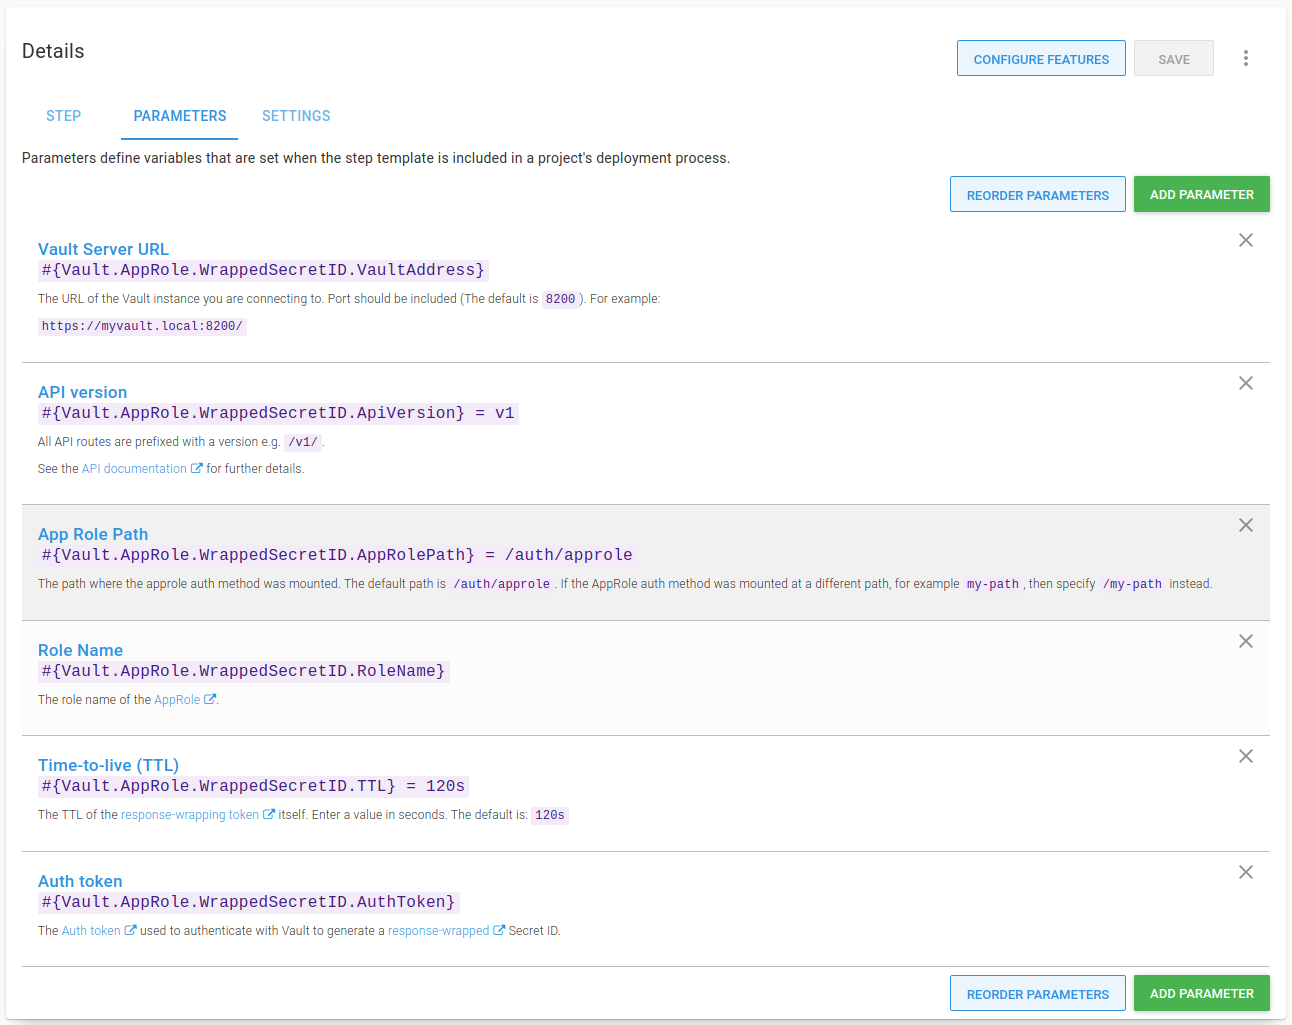 Details
CONFIGURE FEATURES
SAVE
STEP
PARAMETERS
SETTINGS
Parameters define variables that are set when the step template is included in a project's deployment process.
REORDER PARAMETERS
ADD PARAMETER
Vault Server URL
#{Vault.AppRole.WrappedSecretID.VaultAddress}
The URL of the Vault instance you are connecting to. Port should be included (The default is 8200 ). For example:
https://myvault.local:8200/
API version
#{Vault.AppRole.WrappedSecretID.ApiVersion} = v1
All API routes are prefixed with a version e.g. /v1/ .
See the API documentation for further details.
App Role Path
#{Vault.AppRole.WrappedSecretID.AppRolePath} = /auth/approle
The path where the approle auth method was mounted. The default path is /auth/approle . If the AppRole auth method was mounted at a different path, for example my-path , then specify /my-path instead.
Role Name
#{Vault.AppRole.WrappedSecretID.RoleName}
The role name of the AppRole .
Time-to-live (TTL)
#{Vault.AppRole.WrappedSecretID.TTL} = 120s
The TTL of the response-wrapping token itself. Enter a value in seconds. The default is: 120s
Auth token
#{Vault.AppRole.WrappedSecretID.AuthToken}
The Auth token used to authenticate with Vault to generate a response-wrapped Secret ID.
REORDER PARAMETERS
ADD PARAMETER